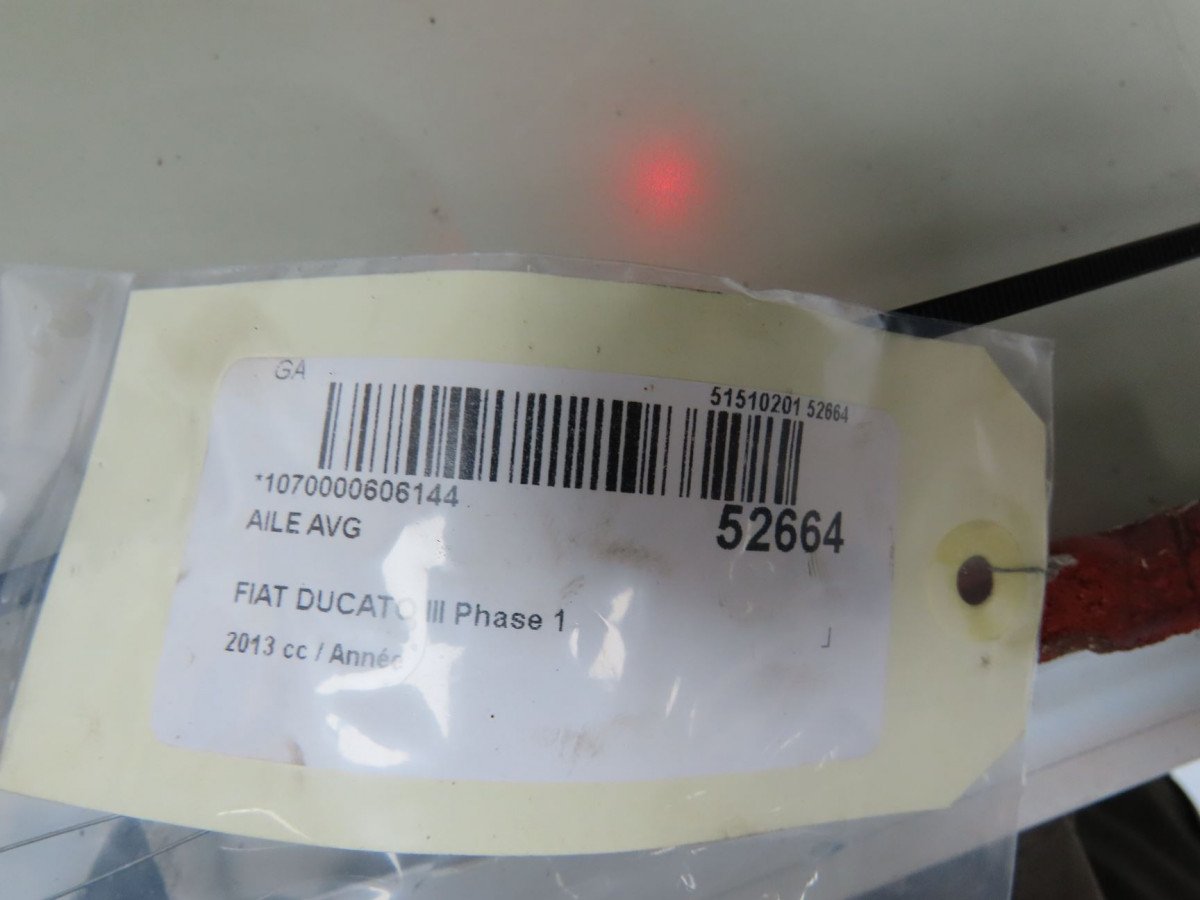 GA
51510201 52664
*1070000606144
52664
AILE AVG
FIAT DUCATO III Phase 1
2013 cc / Année